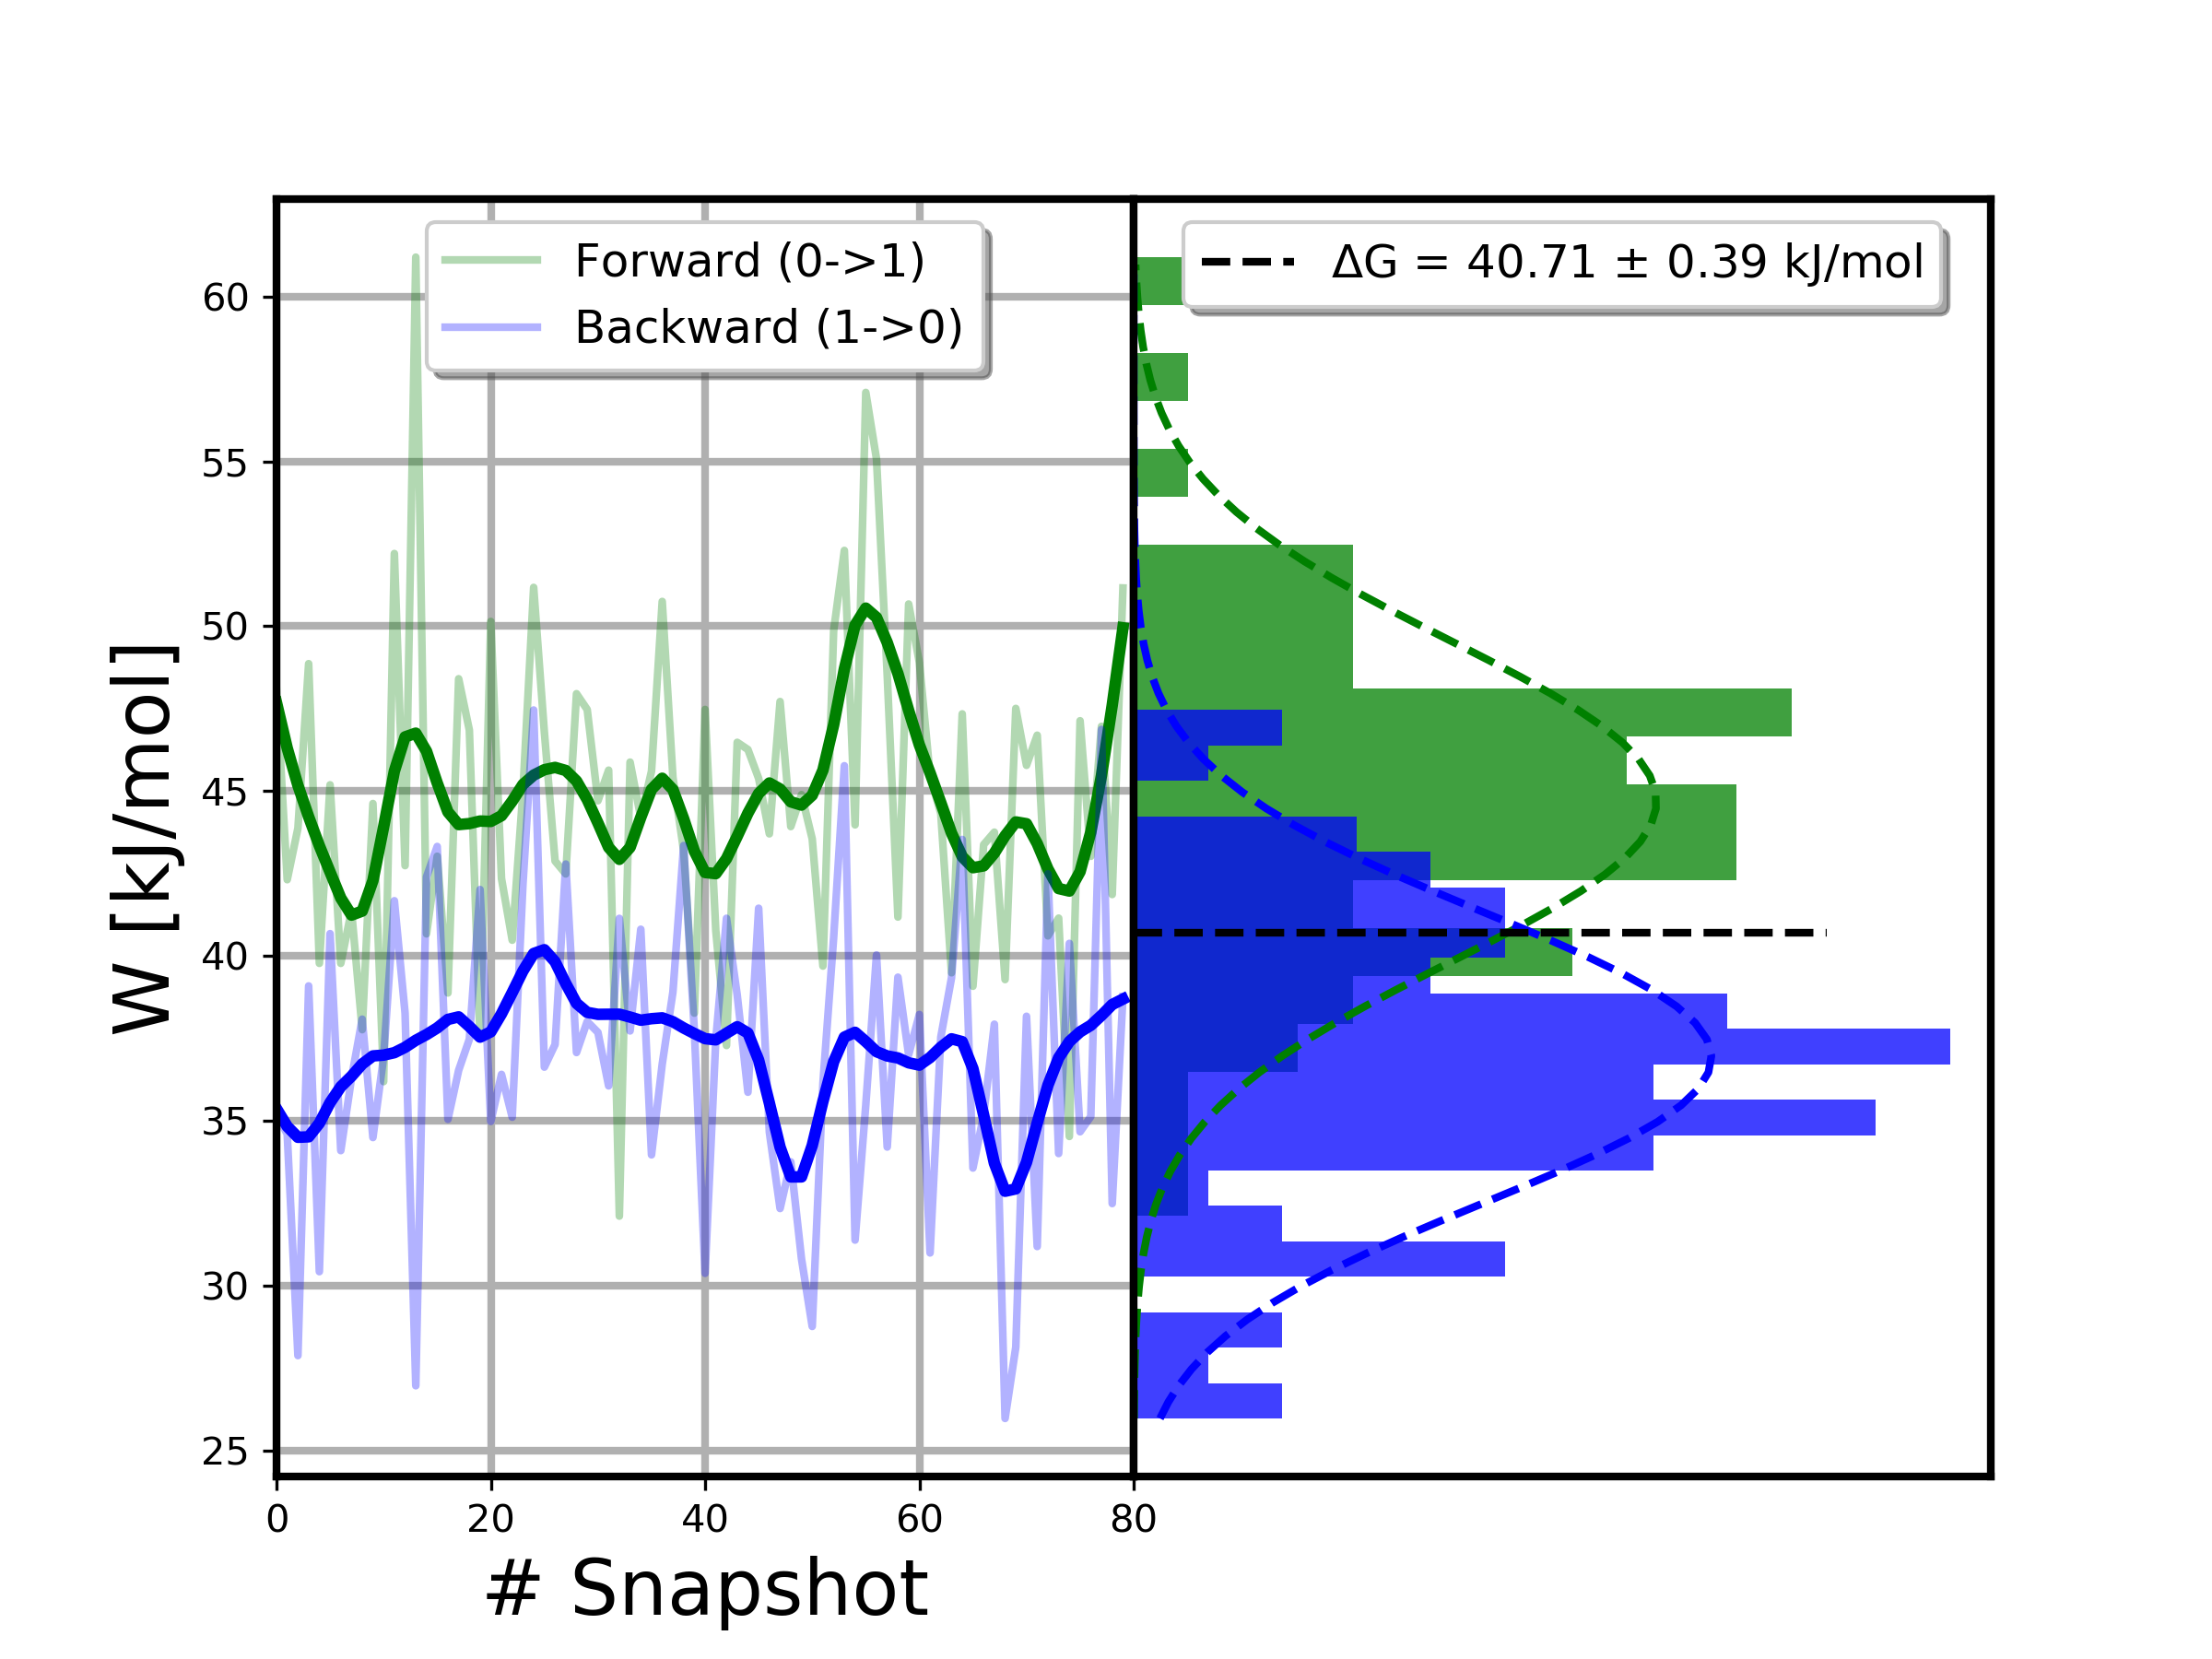 Forward (0->1)
Backward (1->0)
ΔG = 40.71 ± 0.39 kJ/mol
60
55
50
45
40
35
30
25
W [kJ/mol]
0 20 40 60 80
# Snapshot